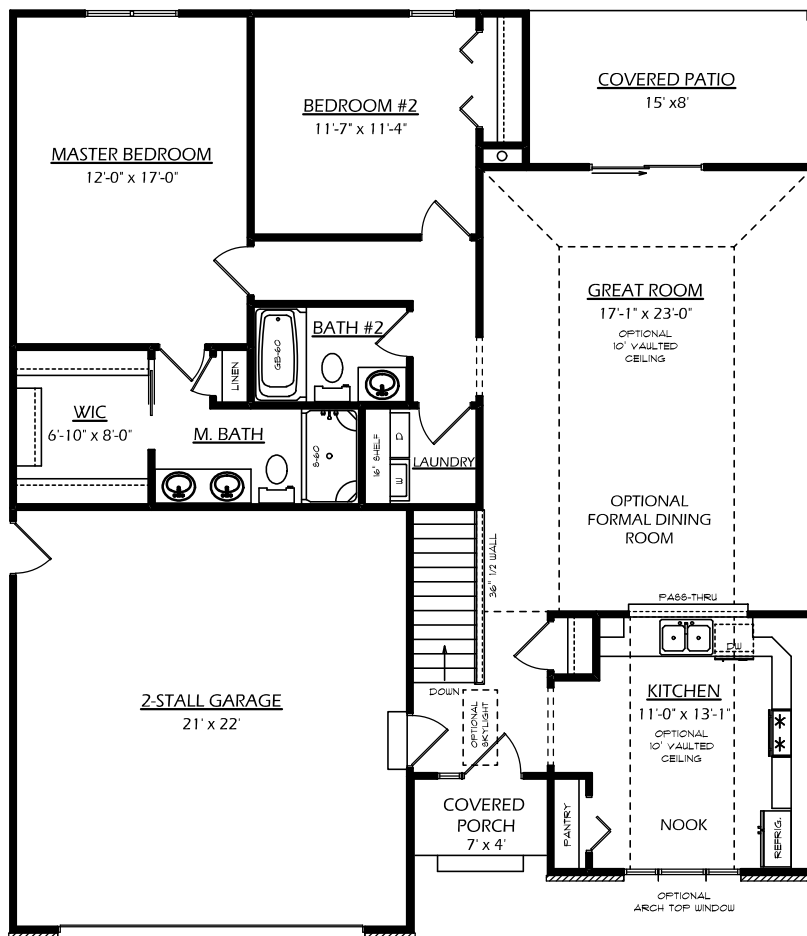 COVERED PATIO
15' x8'
BEDROOM #2
11'-7" x 11'-4"
MASTER BEDROOM
12'-0" x 17'-0"
GREAT ROOM
17'-1" x 23'-0"
OPTIONAL
10' VAULTED
CEILING
BATH #2
GB-60
LINEN
WIC
6'-10" x 8'-0"
M. BATH
S-60
16" SHELF
D
W
LAUNDRY
OPTIONAL
FORMAL DINING
ROOM
36" 1/2 WALL
PASS-THRU
DW
DOWN
2-STALL GARAGE
21' x 22'
OPTIONAL
SKYLIGHT
KITCHEN
11'-0" x 13'-1"
OPTIONAL
10' VAULTED
CEILING
COVERED
PORCH
7' x 4'
PANTRY
NOOK
REFRIG.
OPTIONAL
ARCH TOP WINDOW